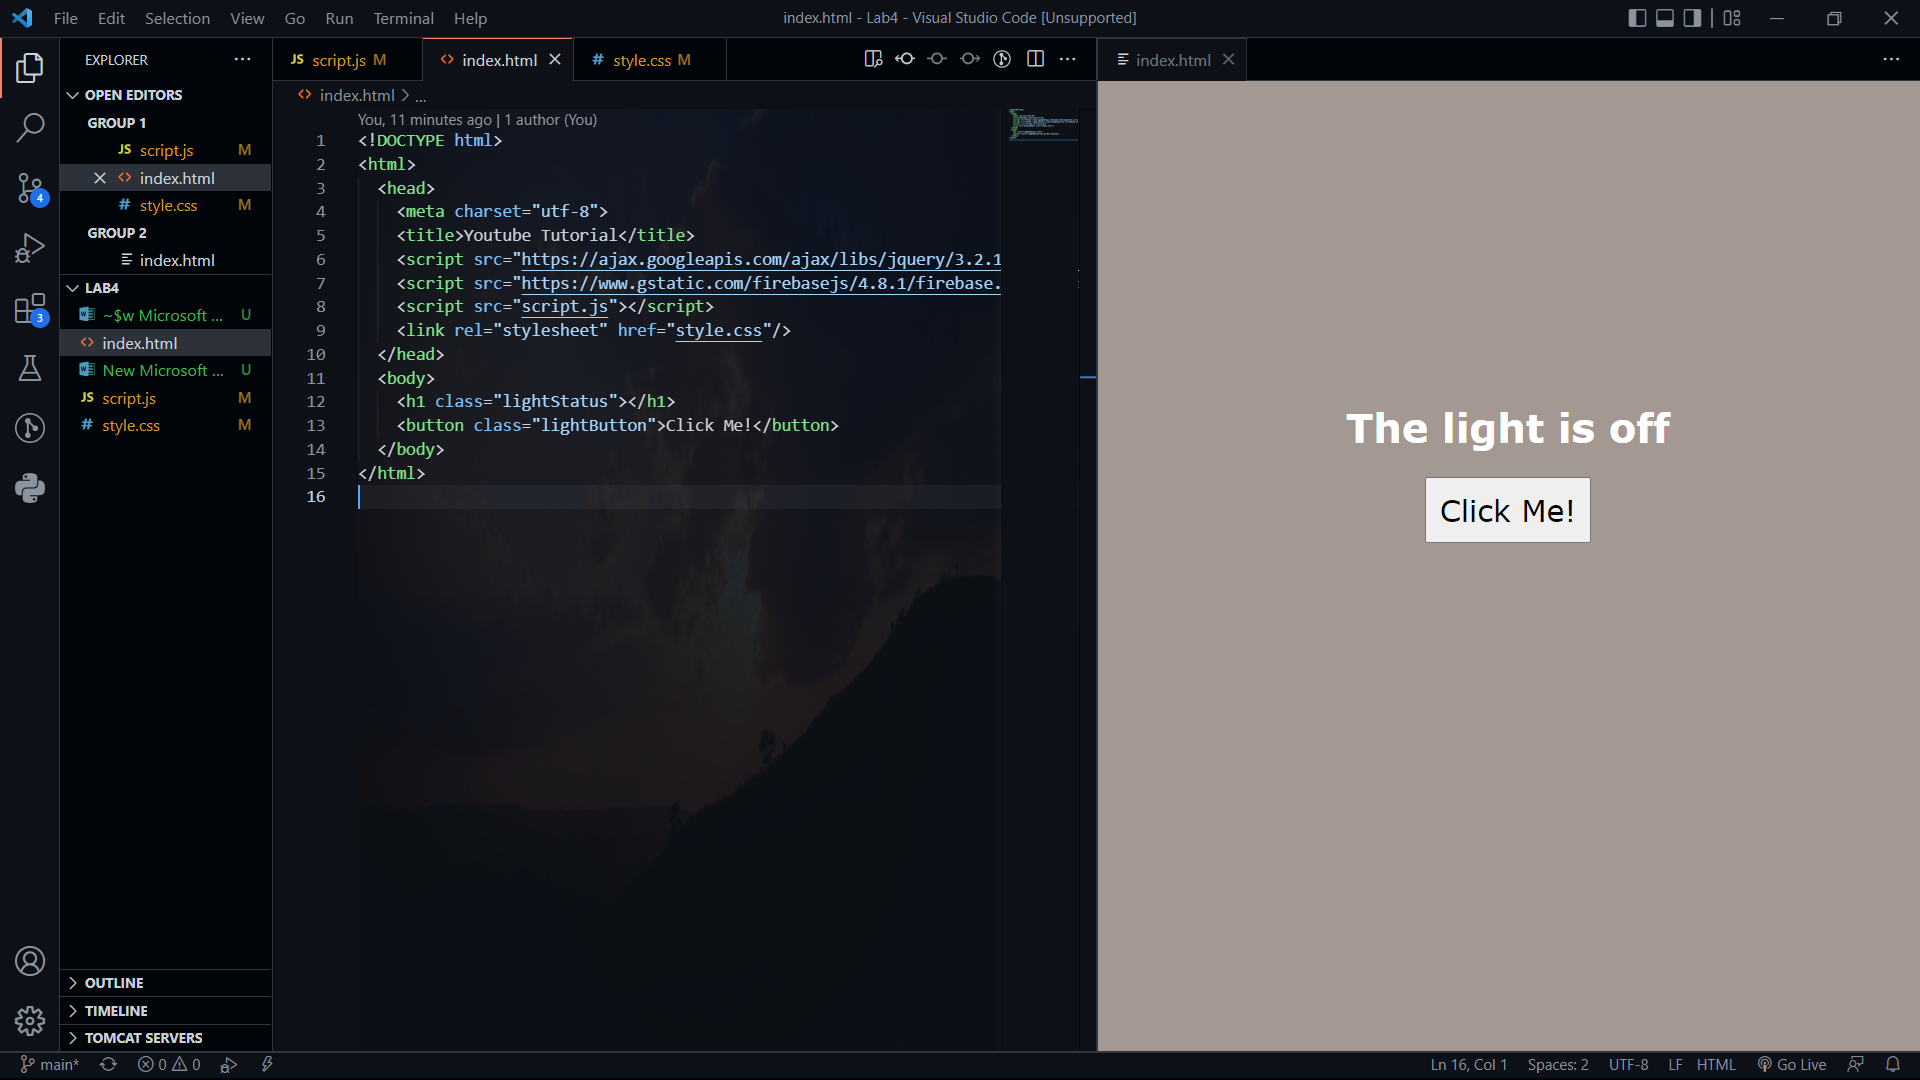 File Edit Selection View Go Run Terminal Help
index.html - Lab4 - Visual Studio Code [Unsupported]
EXPLORER
OPEN EDITORS
GROUP 1
JS script.js M
<> index.html
# style.css M
GROUP 2
index.html
LAB4
~$w Microsoft ... U
<> index.html
New Microsoft ... U
JS script.js M
# style.css M
OUTLINE
TIMELINE
TOMCAT SERVERS
4
3
JS script.js M
<> index.html
# style.css M
<> index.html > ...
You, 11 minutes ago | 1 author (You)
1 <!DOCTYPE html>
2 <html>
3 <head>
4 <meta charset="utf-8">
5 <title>Youtube Tutorial</title>
6 <script src="https://ajax.googleapis.com/ajax/libs/jquery/3.2.1
7 <script src="https://www.gstatic.com/firebasejs/4.8.1/firebase.
8 <script src="script.js"></script>
9 <link rel="stylesheet" href="style.css"/>
10 </head>
11 <body>
12 <h1 class="lightStatus"></h1>
13 <button class="lightButton">Click Me!</button>
14 </body>
15 </html>
16
index.html
The light is off
Click Me!
main* 0 0
Ln 16, Col 1 Spaces: 2 UTF-8 LF HTML Go Live